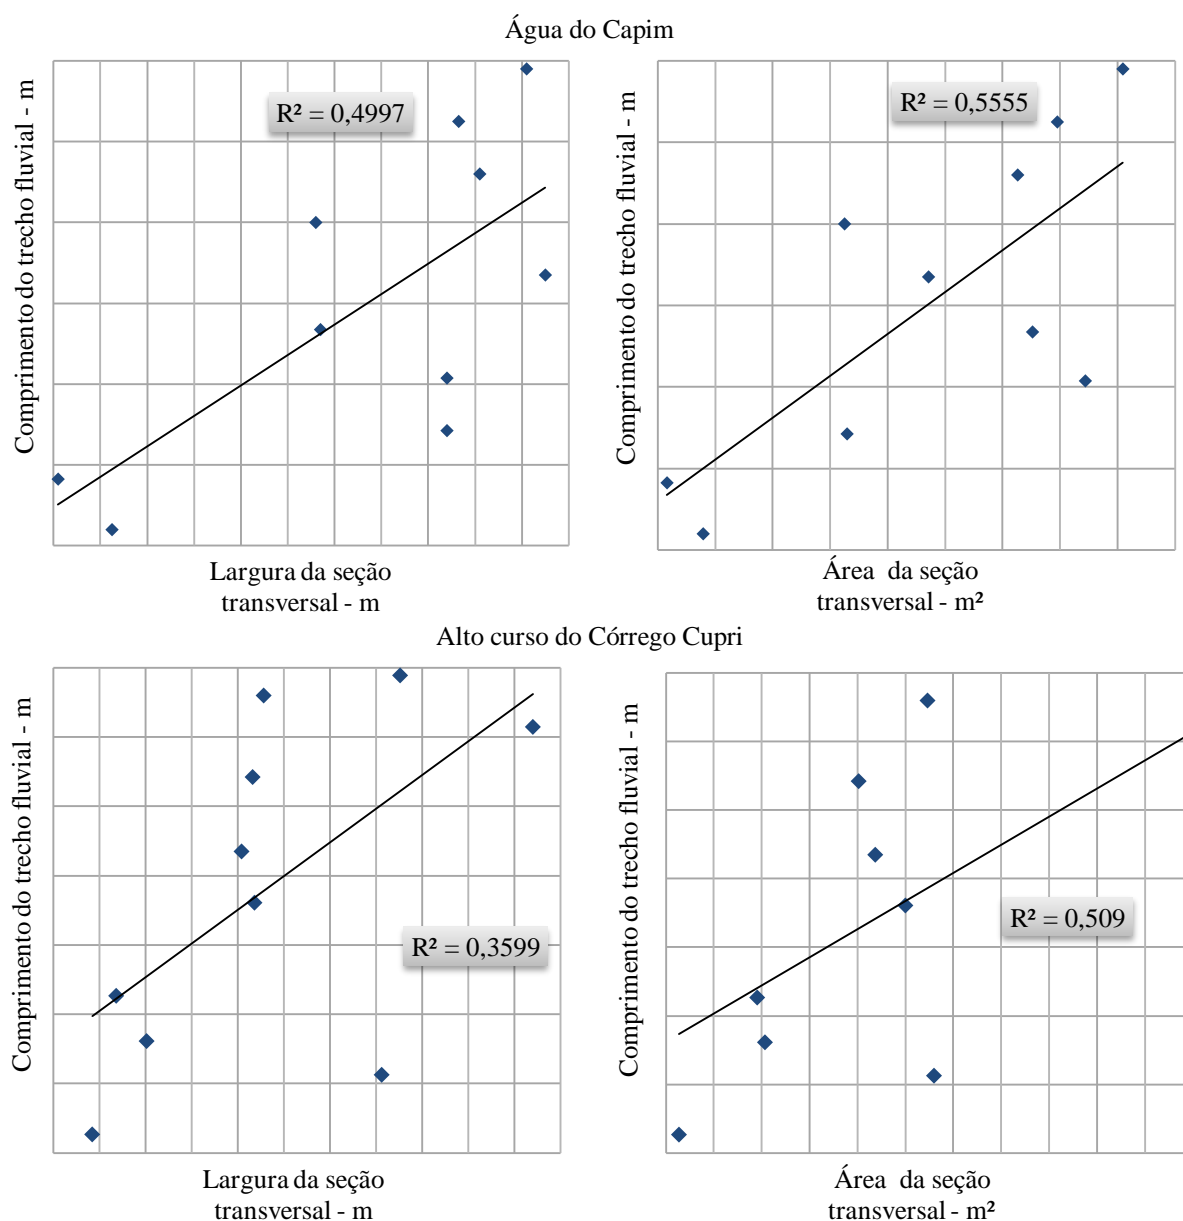 Água do Capim
Comprimento do trecho fluvial - m
R² = 0,4997
Largura da seção
transversal - m
Comprimento do trecho fluvial - m
R² = 0,5555
Área da seção
transversal - m²
Alto curso do Córrego Cupri
Comprimento do trecho fluvial - m
R² = 0,3599
Largura da seção
transversal - m
Comprimento do trecho fluvial - m
R² = 0,509
Área da seção
transversal - m²